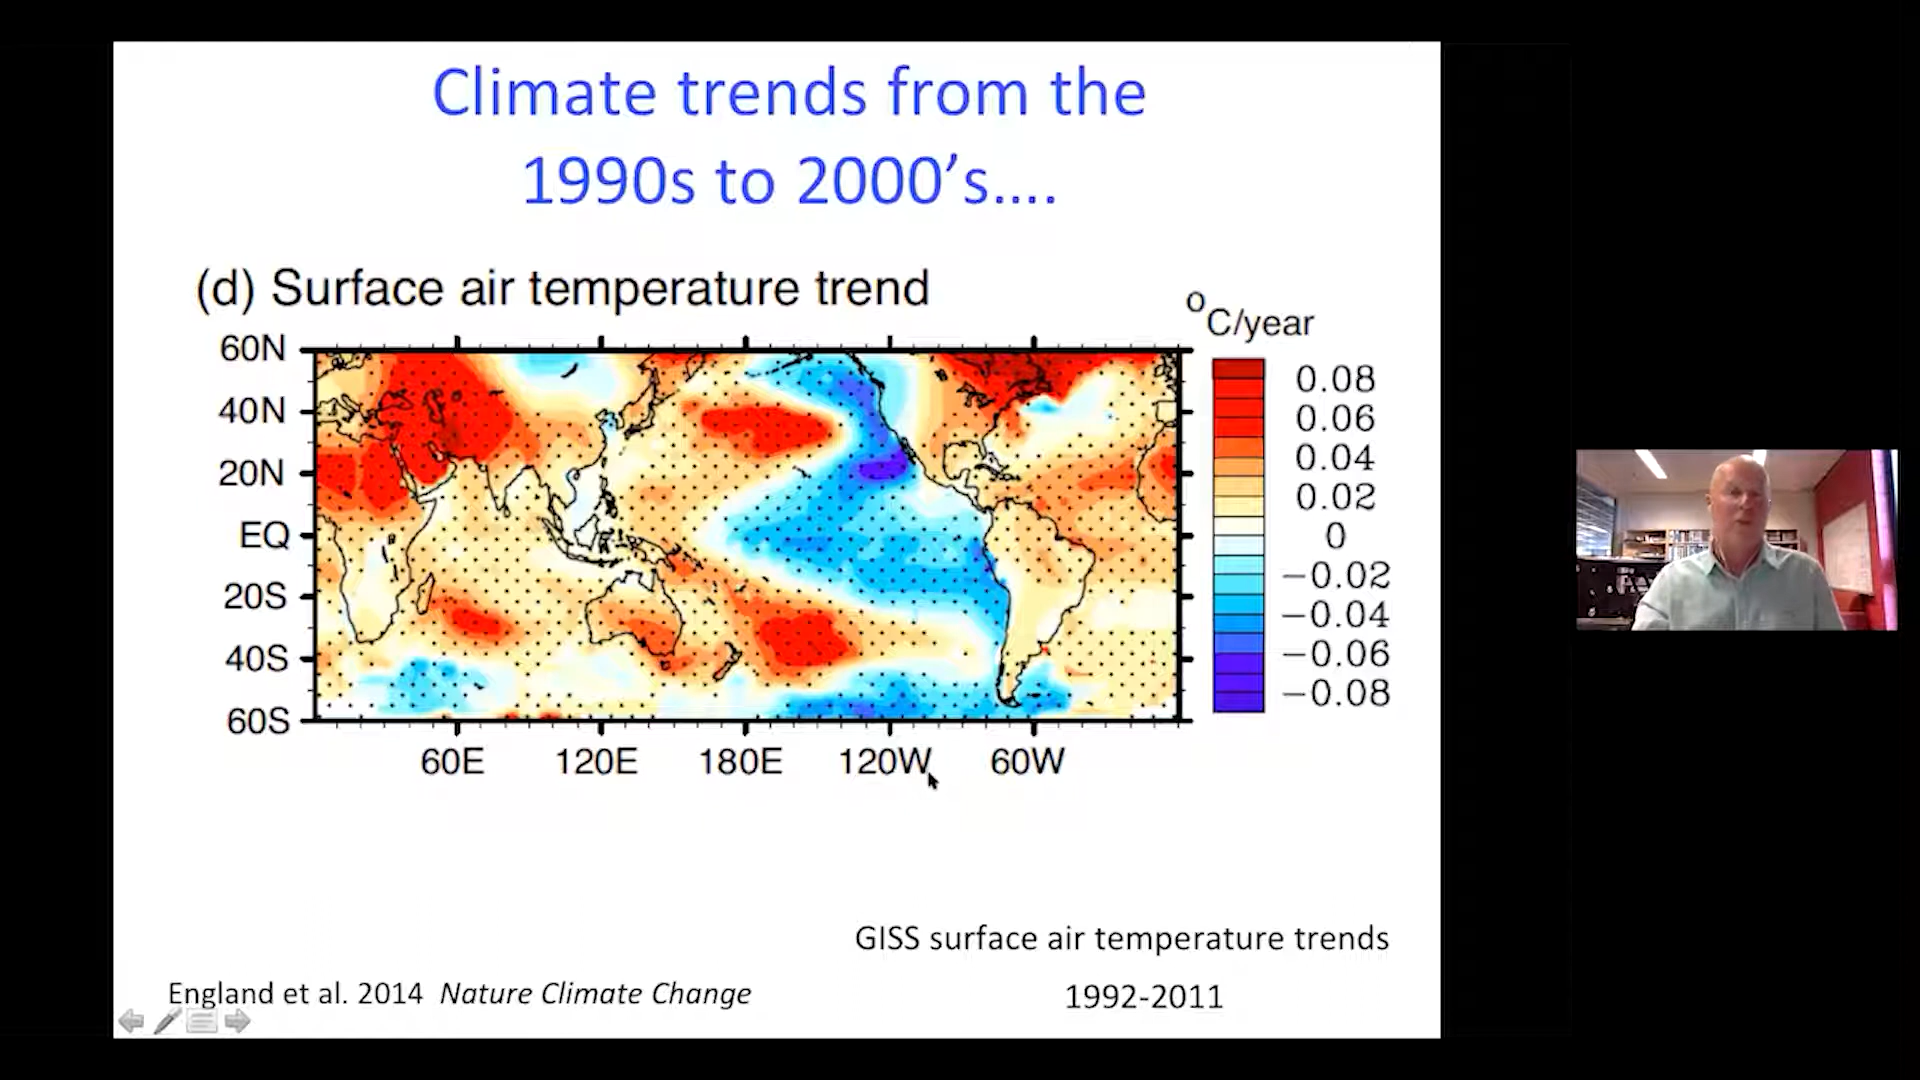 Climate trends from the
1990s to 2000’s....
(d) Surface air temperature trend
°C/year
60N
40N
20N
EQ
20S
40S
60S
60E 120E 180E 120W 60W
0.08
0.06
0.04
0.02
0
−0.02
−0.04
−0.06
−0.08
GISS surface air temperature trends
1992-2011
England et al. 2014 Nature Climate Change